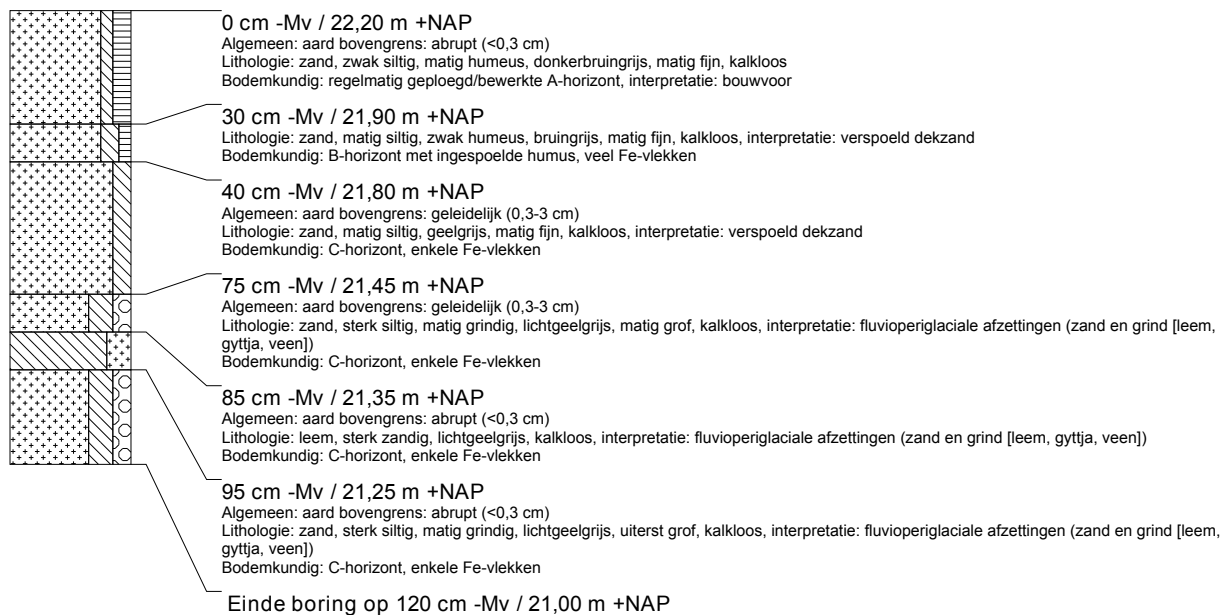 0 cm -Mv / 22,20 m +NAP
Algemeen: aard bovengrens: abrupt (<0,3 cm)
Lithologie: zand, zwak siltig, matig humeus, donkerbruingrijs, matig fijn, kalkloos
Bodemkundig: regelmatig geploegd/bewerkte A-horizont, interpretatie: bouwvoor
30 cm -Mv / 21,90 m +NAP
Lithologie: zand, matig siltig, zwak humeus, bruingrijs, matig fijn, kalkloos, interpretatie: verspoeld dekzand
Bodemkundig: B-horizont met ingespoelde humus, veel Fe-vlekken
40 cm -Mv / 21,80 m +NAP
Algemeen: aard bovengrens: geleidelijk (0,3-3 cm)
Lithologie: zand, matig siltig, geelgrijs, matig fijn, kalkloos, interpretatie: verspoeld dekzand
Bodemkundig: C-horizont, enkele Fe-vlekken
75 cm -Mv / 21,45 m +NAP
Algemeen: aard bovengrens: geleidelijk (0,3-3 cm)
Lithologie: zand, sterk siltig, matig grindig, lichtgeelgrijs, matig grof, kalkloos, interpretatie: fluvioperiglaciale afzettingen (zand en grind [leem,
gyttja, veen])
Bodemkundig: C-horizont, enkele Fe-vlekken
85 cm -Mv / 21,35 m +NAP
Algemeen: aard bovengrens: abrupt (<0,3 cm)
Lithologie: leem, sterk zandig, lichtgeelgrijs, kalkloos, interpretatie: fluvioperiglaciale afzettingen (zand en grind [leem, gyttja, veen])
Bodemkundig: C-horizont, enkele Fe-vlekken
95 cm -Mv / 21,25 m +NAP
Algemeen: aard bovengrens: abrupt (<0,3 cm)
Lithologie: zand, sterk siltig, matig grindig, lichtgeelgrijs, uiterst grof, kalkloos, interpretatie: fluvioperiglaciale afzettingen (zand en grind [leem,
gyttja, veen])
Bodemkundig: C-horizont, enkele Fe-vlekken
Einde boring op 120 cm -Mv / 21,00 m +NAP